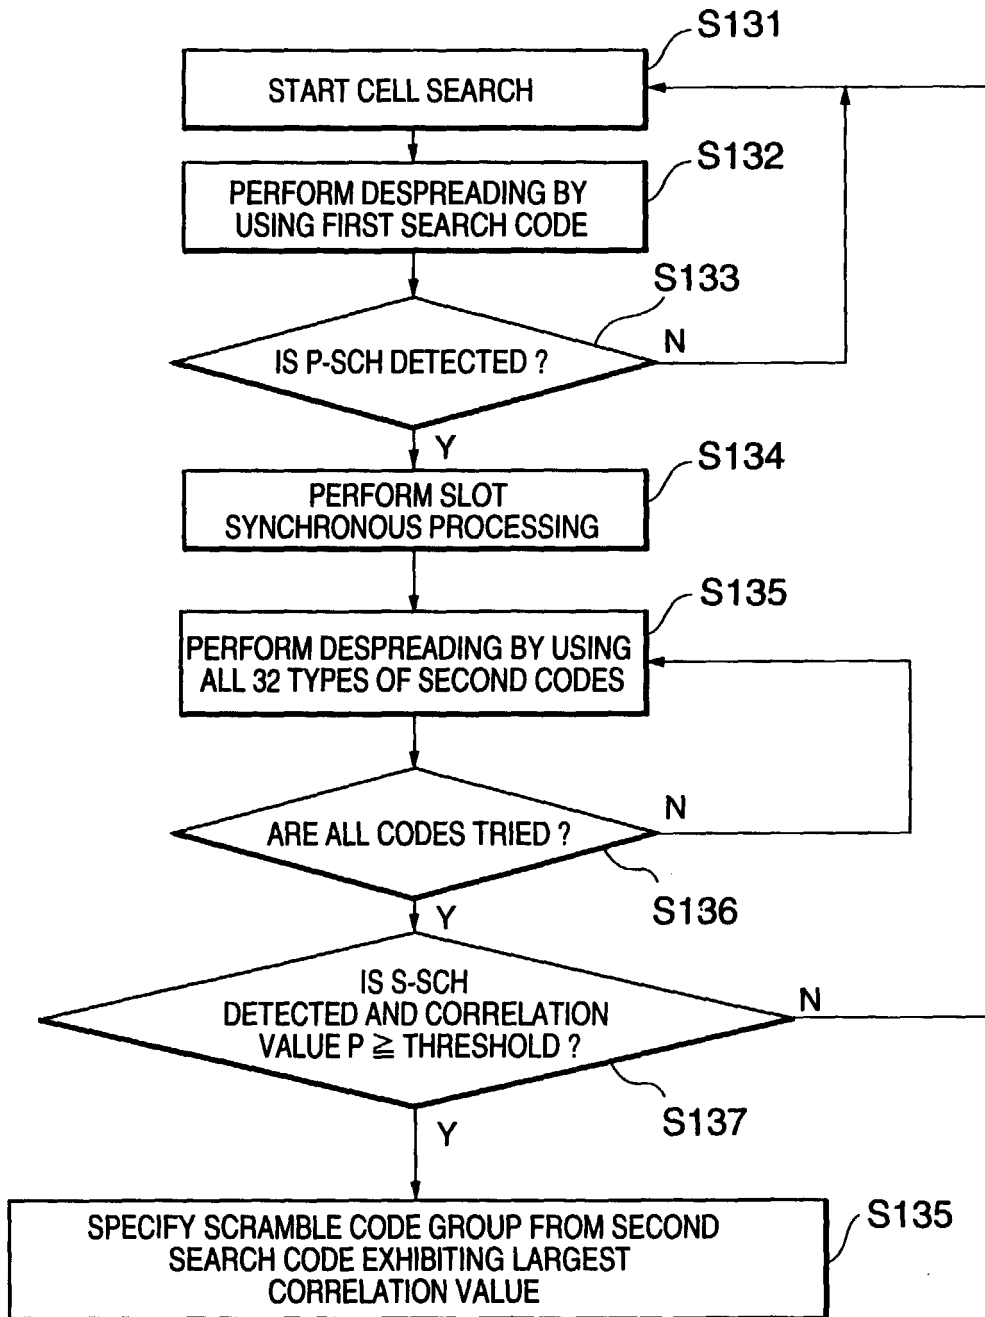 S131
START CELL SEARCH
S132
PERFORM DESPREADING BY
USING FIRST SEARCH CODE
S133
IS P-SCH DETECTED ?
N
Y
S134
PERFORM SLOT
SYNCHRONOUS PROCESSING
S135
PERFORM DESPREADING BY USING
ALL 32 TYPES OF SECOND CODES
ARE ALL CODES TRIED ?
N
S136
Y
IS S-SCH
DETECTED AND CORRELATION
VALUE P ≧ THRESHOLD ?
N
S137
Y
S135
SPECIFY SCRAMBLE CODE GROUP FROM SECOND
SEARCH CODE EXHIBITING LARGEST
CORRELATION VALUE